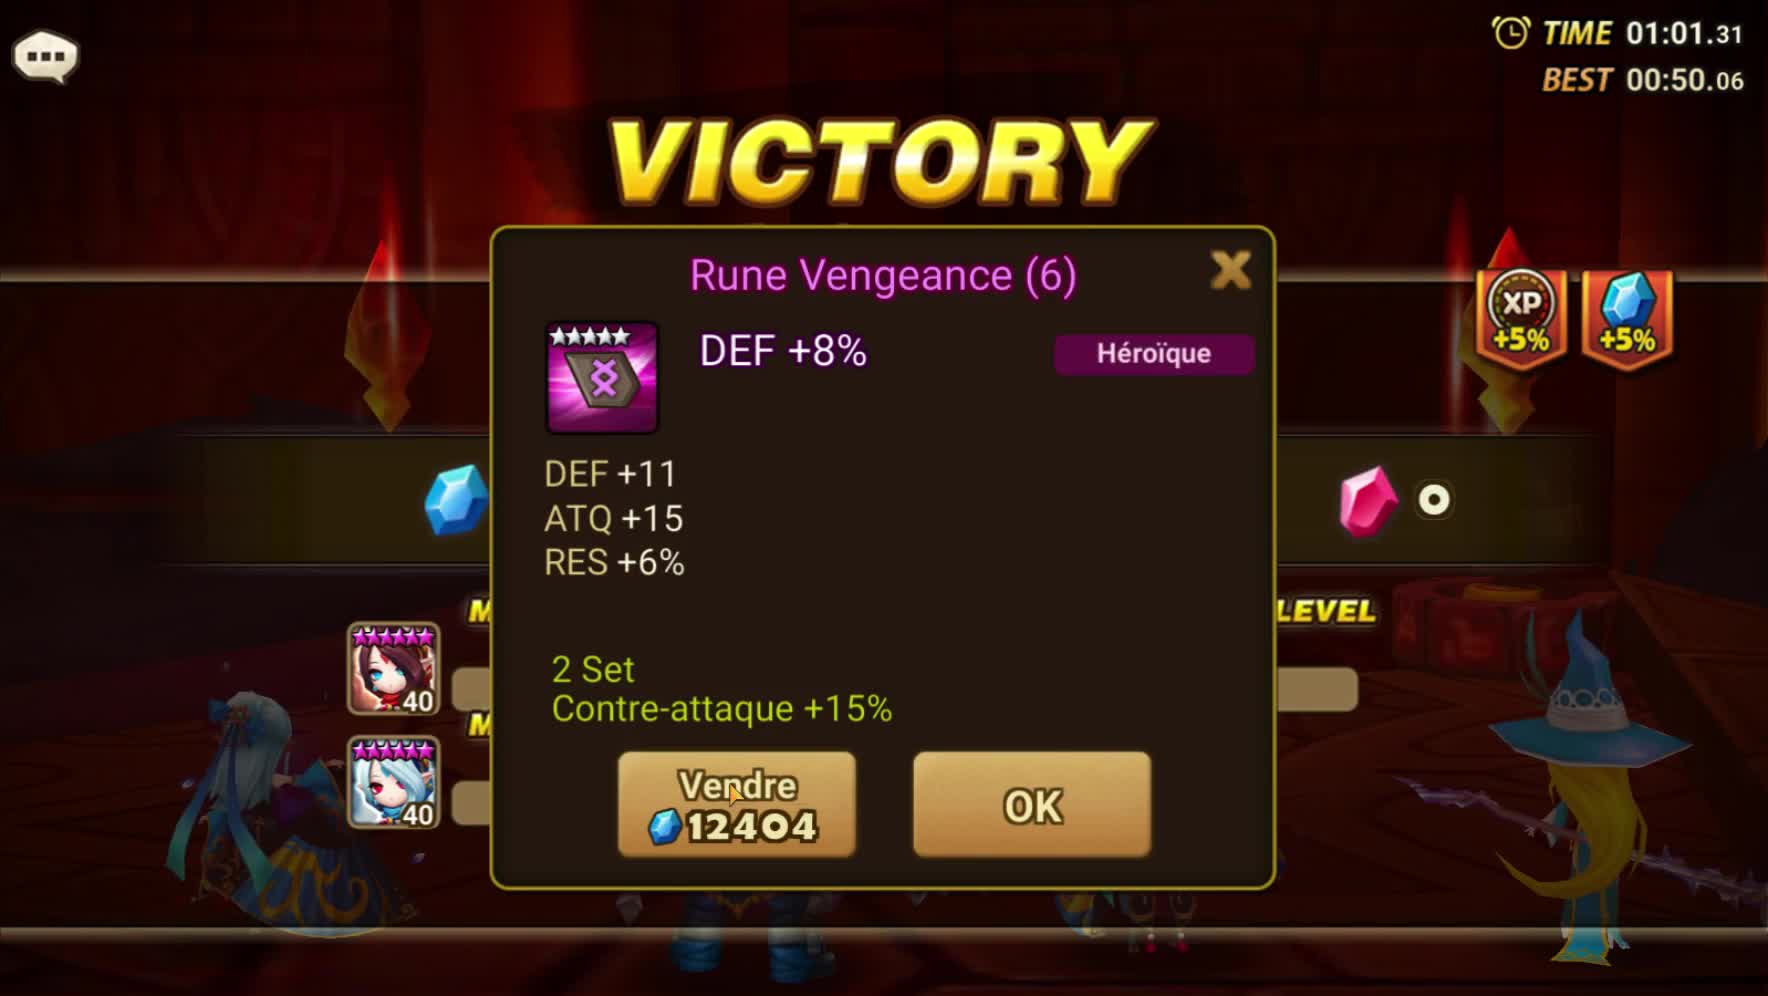 TIME 01:01.31
BEST 00:50.06
VICTORY
Rune Vengeance (6)
DEF +8%
Héroïque
XP
+5%
+5%
DEF +11
ATQ +15
RES +6%
0
M
LEVEL
40
M
40
2 Set
Contre-attaque +15%
Vendre
12404
OK